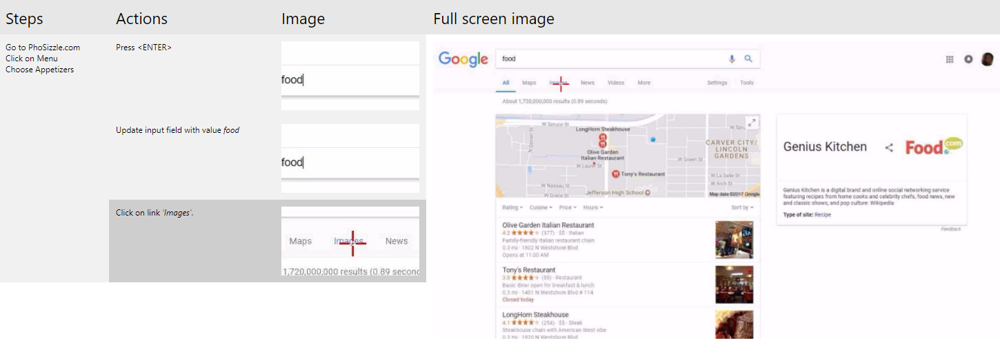 Steps
Actions
Image
Full screen image
Go to PhoSizzle.com
Click on Menu
Choose Appetizers
Press <ENTER>
food
Update input field with value food
food
Click on link 'Images'.
Maps Images News
1,720,000,000 results (0.89 secon
Google
food
All Maps Images News Videos More Settings Tools
About 1,720,000,000 results (0.89 seconds)
W Spruce St
W Spru
LongHorn Steakhouse
N Donen St
CARVER CITY/
LINCOLN
GARDENS
Olive Garden
Italian Restaurant
W Green St
W Laurel St
Tony's Restaurant
W La Salle St
W Nassau St
W Arch St
W Grace St
Jefferson High School
Map data ©2017 Google
Rating Cuisine Price Hours Sort by
Olive Garden Italian Restaurant
4.2 (377) · $$ · Italian
Family-friendly Italian restaurant chain
0.3 mi · 1802 N Westshore Blvd
Opens at 11:00 AM
Tony's Restaurant
3.8 (55) · Restaurant
Basic diner open for breakfast & lunch
0.3 mi · 1401 N Westshore Blvd # 114
Closed today
LongHorn Steakhouse
4.1 (254) · $$ · Steak
Steakhouse chain with American West vibe
0.3 mi · 1820 N Westshore Blvd
Genius Kitchen
Food.com
Genius Kitchen is a digital brand and online social networking service
featuring recipes from home cooks and celebrity chefs, food news, new
and classic shows, and pop culture. Wikipedia
Type of site: Recipe
Feedback